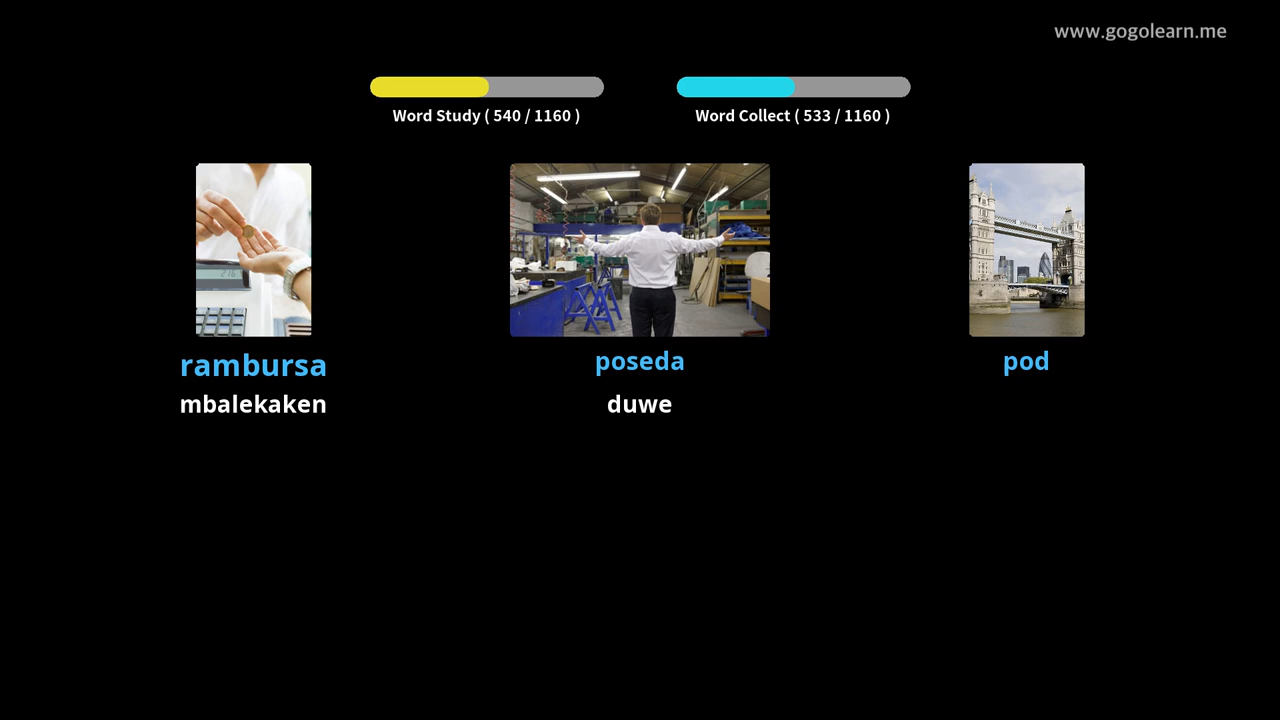 www.gogolearn.me
Word Study ( 540 / 1160 )
Word Collect ( 533 / 1160 )
rambursa
poseda
pod
mbalekaken
duwe